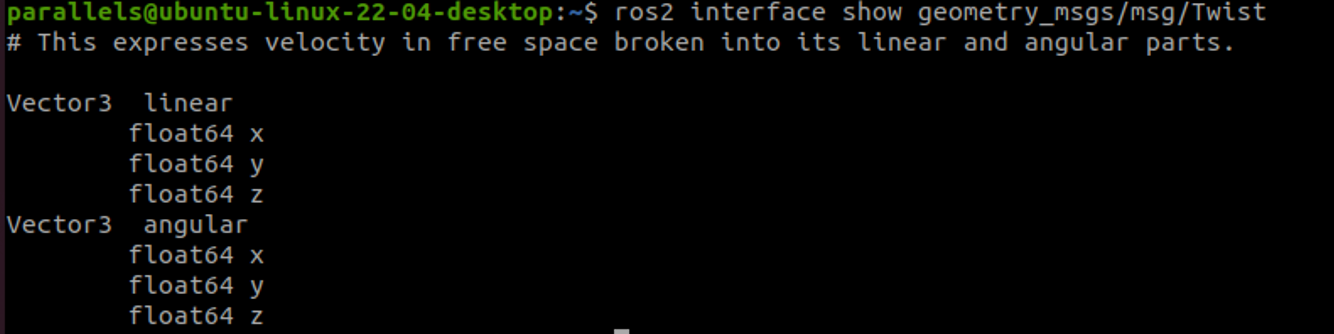 parallels@ubuntu-linux-22-04-desktop:~$ ros2 interface show geometry_msgs/msg/Twist
# This expresses velocity in free space broken into its linear and angular parts.

Vector3  linear
        float64 x
        float64 y
        float64 z
Vector3  angular
        float64 x
        float64 y
        float64 z